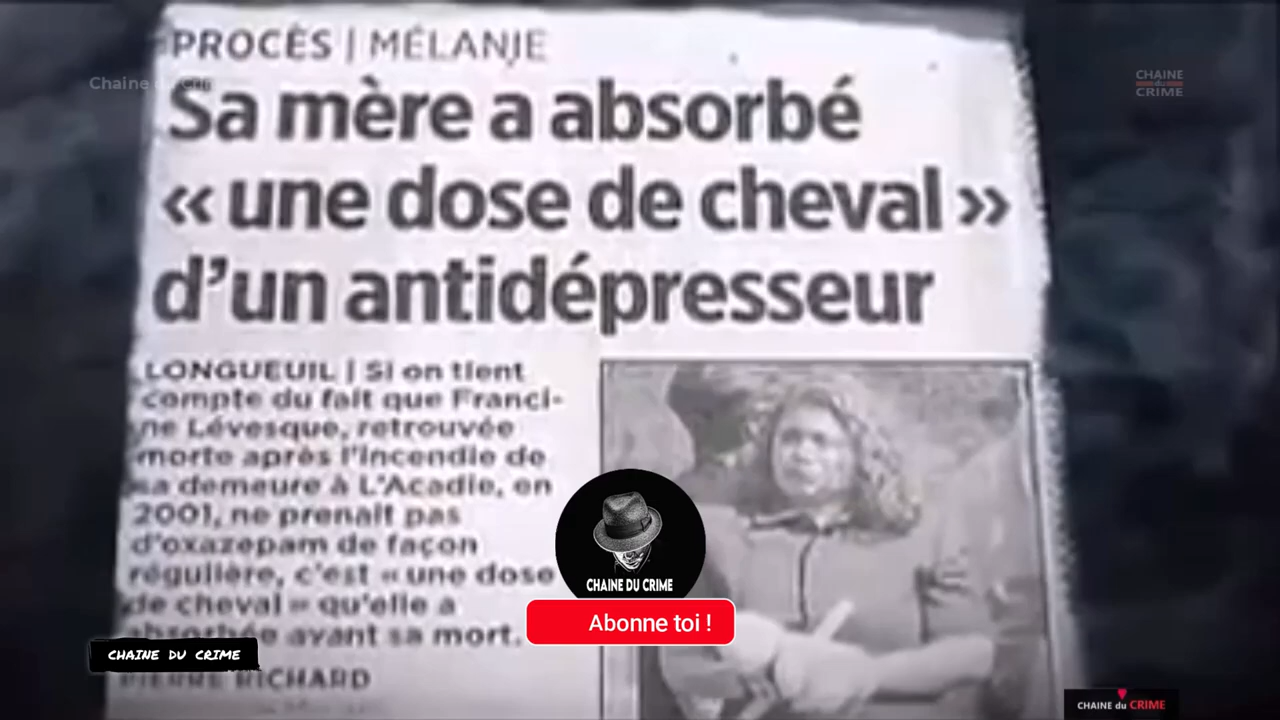 PROCÈS | MÉLANIE
Chaine du Crime
CHAINE
du
CRIME
Sa mère a absorbé
« une dose de cheval »
d'un antidépresseur
LONGUEUIL | Si on tient
compte du fait que Franci-
ne Lévesque, retrouvée
morte après l'incendie de
sa demeure à L'Acadie, en
2001, ne prenait pas
d'oxazepam de façon
régulière, c'est « une dose
de cheval » qu'elle a
absorbée avant sa mort.
PIERRE RICHARD
CHAINE DU CRIME
Abonne toi !
CHAINE DU CRIME
CHAINE du CRIME